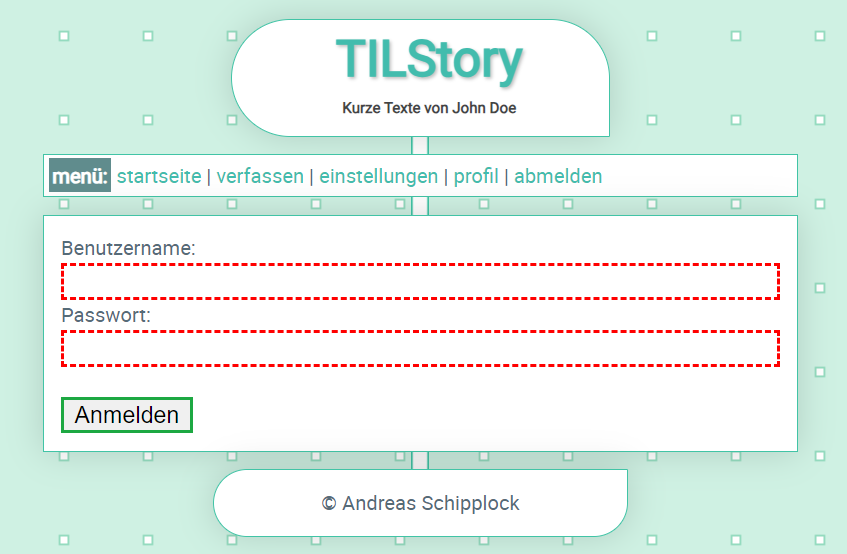 TILStory
Kurze Texte von John Doe
menü: startseite | verfassen | einstellungen | profil | abmelden
Benutzername:
Passwort:
Anmelden
© Andreas Schipplock